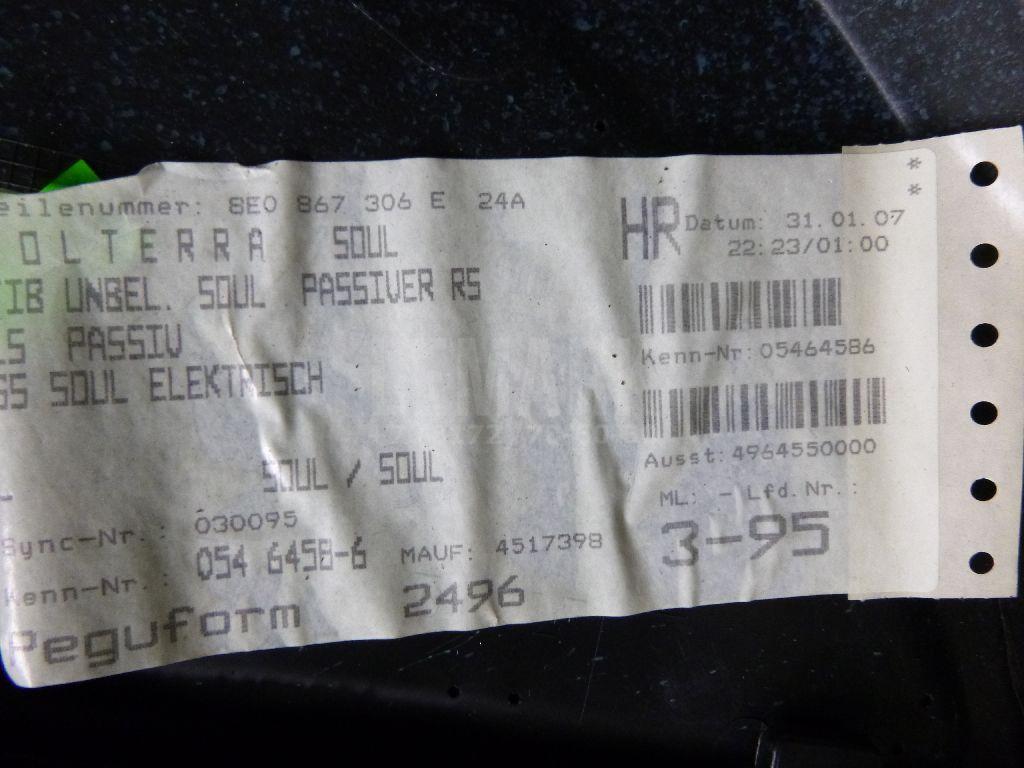 eilenummer: 8E0 867 306 E 24A
OLTERRA SOUL
IB UNBEL. SOUL PASSIVER RS
LS PASSIV
SS SOUL ELEKTRISCH
SOUL / SOUL
L
Sync-Nr.: 030095
Kenn-Nr.: 054 6458-6
MAUF: 4517398
Peguform 2496
HR
Datum: 31.01.07
22:23/01:00
Kenn-Nr: 05464586
Ausst: 4964550000
ML: - Lfd. Nr.:
3-95
*
*